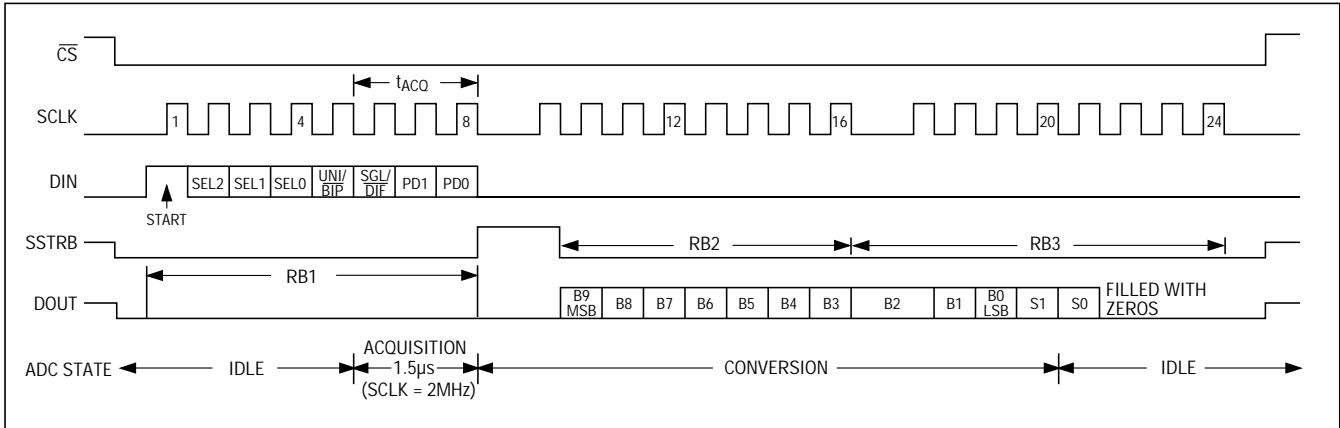 CS
tACQ
SCLK
1
4
8
12
16
20
24
DIN
SEL2
SEL1
SEL0
UNI/
BIP
SGL/
DIF
PD1
PD0
START
SSTRB
RB1
RB2
RB3
DOUT
B9
MSB
B8
B7
B6
B5
B4
B3
B2
B1
B0
LSB
S1
S0
FILLED WITH
ZEROS
ADC STATE
IDLE
ACQUISITION
1.5µs
(SCLK = 2MHz)
CONVERSION
IDLE